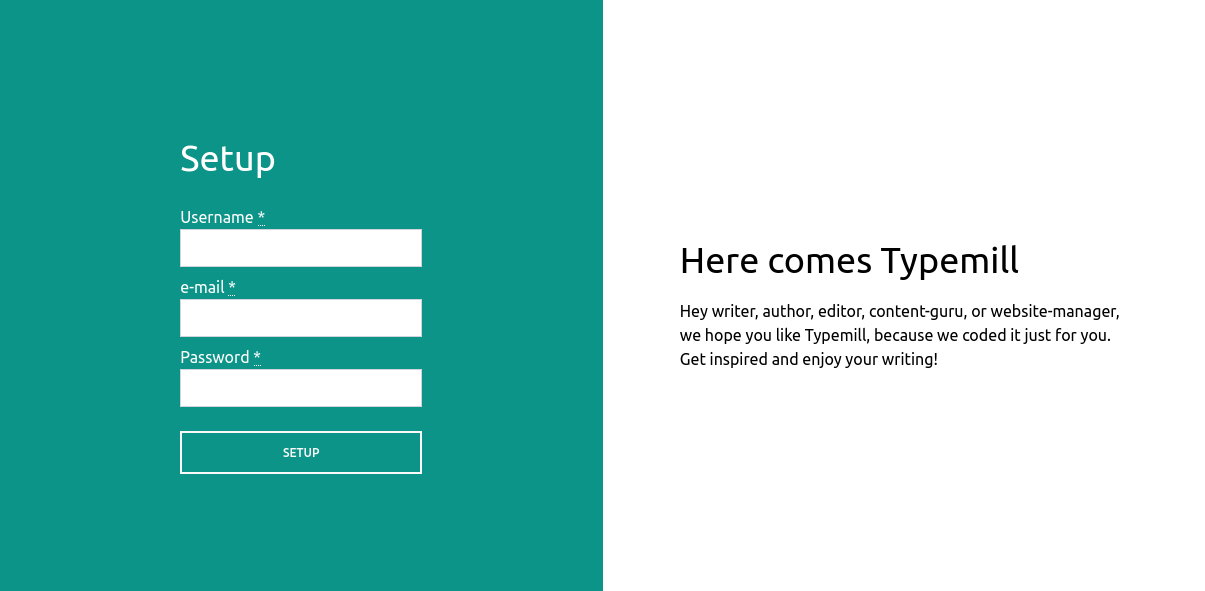 Setup
Username *
e-mail *
Password *
SETUP
Here comes Typemill
Hey writer, author, editor, content-guru, or website-manager,
we hope you like Typemill, because we coded it just for you.
Get inspired and enjoy your writing!